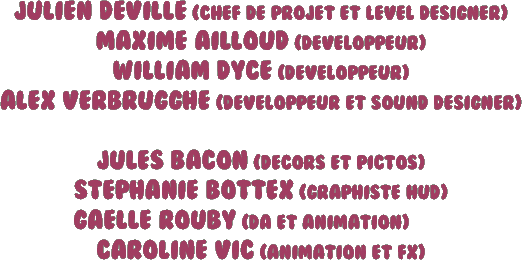 JULIEN DEVILLE (CHEF DE PROJET ET LEVEL DESIGNER)
MAXIME AILLOUD (DEVELOPPEUR)
WILLIAM DYCE (DEVELOPPEUR)
ALEX VERBRUGGHE (DEVELOPPEUR ET SOUND DESIGNER)
JULES BACON (DECORS ET PICTOS)
STEPHANIE BOTTEX (GRAPHISTE HUD)
GAELLE ROUBY (DA ET ANIMATION)
CAROLINE VIC (ANIMATION ET FX)